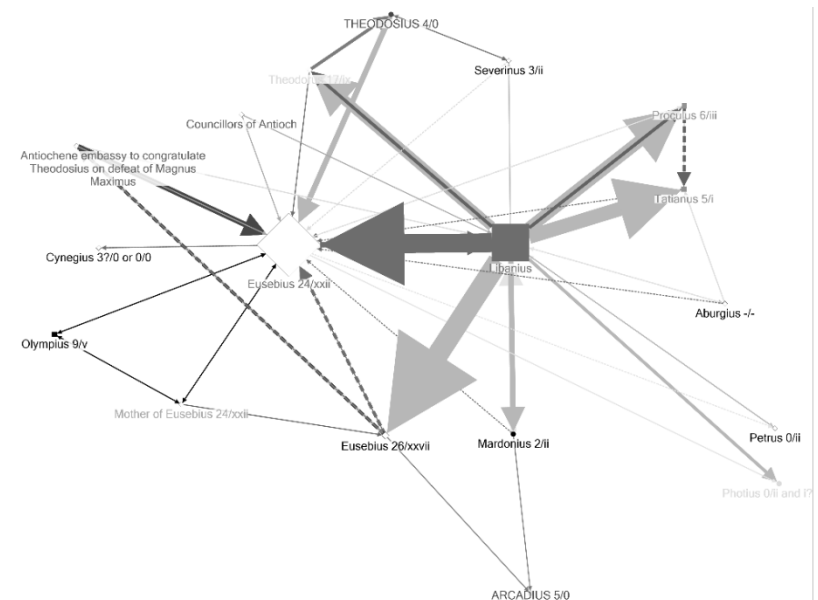 THEODOSIUS 4/0
Severinus 3/ii
Theodorus 17/ix
Councillors of Antioch
Proculus 6/iii
Antiochene embassy to congratulate
Theodosius on defeat of Magnus
Maximus
Tatianus 5/i
Cynegius 3?/0 or 0/0
Libanius
Eusebius 24/xxii
Aburgius -/-
Olympius 9/v
Mother of Eusebius 24/xxii
Eusebius 26/xxvii
Mardonius 2/ii
Petrus 0/ii
Photius 0/ii and i?
ARCADIUS 5/0